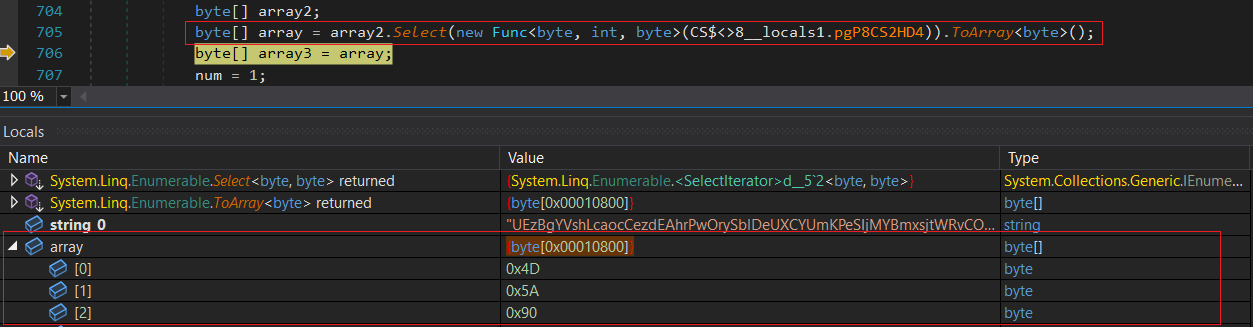 704 byte[] array2;
705 byte[] array = array2.Select(new Func<byte, int, byte>(CS$<>8__locals1.pgP8CS2HD4)).ToArray<byte>();
706 byte[] array3 = array;
707 num = 1;
100 %
Locals
Name Value Type
System.Linq.Enumerable.Select<byte, byte> returned {System.Linq.Enumerable.<SelectIterator>d__5`2<byte, byte>} System.Collections.Generic.IEnume...
System.Linq.Enumerable.ToArray<byte> returned {byte[0x00010800]} byte[]
string_0 "UEzBgYVshLcaocCezdEAhrPwOrySbIDeUXCYUmKPeSIjMYBmxsjtWRvCO... string
array {byte[0x00010800]} byte[]
[0] 0x4D byte
[1] 0x5A byte
[2] 0x90 byte